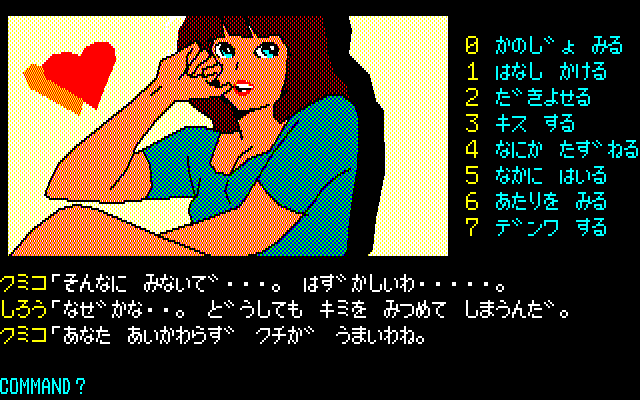 0 かのじょ みる
1 はなし かける
2 だきよせる
3 キス する
4 なにか たずねる
5 なかに はいる
6 あたりを みる
7 デンワ する
クミコ「そんなに みないで・・・。 はずかしいわ・・・・・。
しろう「なぜかな・・。 どうしても キミを みつめて しまうんだ。
クミコ「あなた あいかわらず クチが うまいわね。
COMMAND?